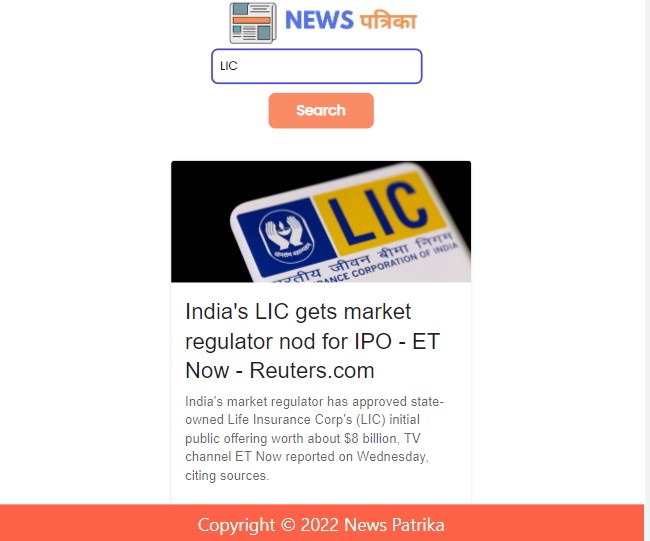 NEWS पत्रिका
LIC
Search
LIC
भारतीय जीवन बीमा निगम
INSURANCE CORPORATION OF INDIA
India's LIC gets market
regulator nod for IPO - ET
Now - Reuters.com
India's market regulator has approved state-
owned Life Insurance Corp's (LIC) initial
public offering worth about $8 billion, TV
channel ET Now reported on Wednesday,
citing sources.
Copyright © 2022 News Patrika